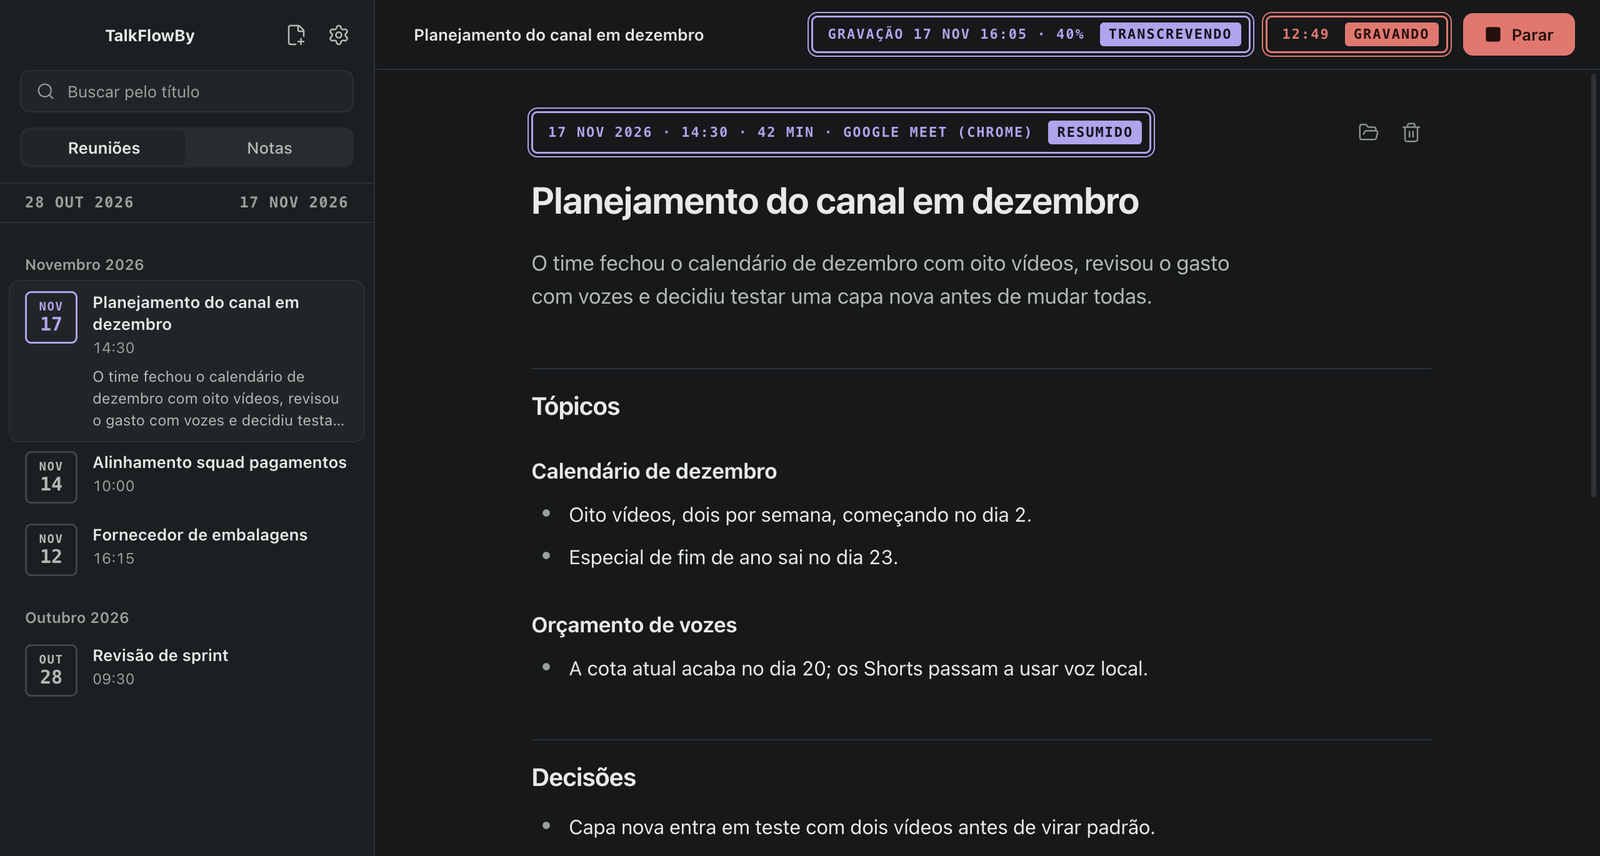 TalkFlowBy
Buscar pelo título
Reuniões
Notas
28 OUT 2026
17 NOV 2026
Novembro 2026
NOV
17
Planejamento do canal em
dezembro
14:30
O time fechou o calendário de
dezembro com oito vídeos, revisou
o gasto com vozes e decidiu testa...
NOV
14
Alinhamento squad pagamentos
10:00
NOV
12
Fornecedor de embalagens
16:15
Outubro 2026
OUT
28
Revisão de sprint
09:30
Planejamento do canal em dezembro
GRAVAÇÃO 17 NOV 16:05 · 40% TRANSCREVENDO
12:49 GRAVANDO
Parar
17 NOV 2026 · 14:30 · 42 MIN · GOOGLE MEET (CHROME) RESUMIDO
Planejamento do canal em dezembro
O time fechou o calendário de dezembro com oito vídeos, revisou o gasto
com vozes e decidiu testar uma capa nova antes de mudar todas.
Tópicos
Calendário de dezembro
• Oito vídeos, dois por semana, começando no dia 2.
• Especial de fim de ano sai no dia 23.
Orçamento de vozes
• A cota atual acaba no dia 20; os Shorts passam a usar voz local.
Decisões
• Capa nova entra em teste com dois vídeos antes de virar padrão.